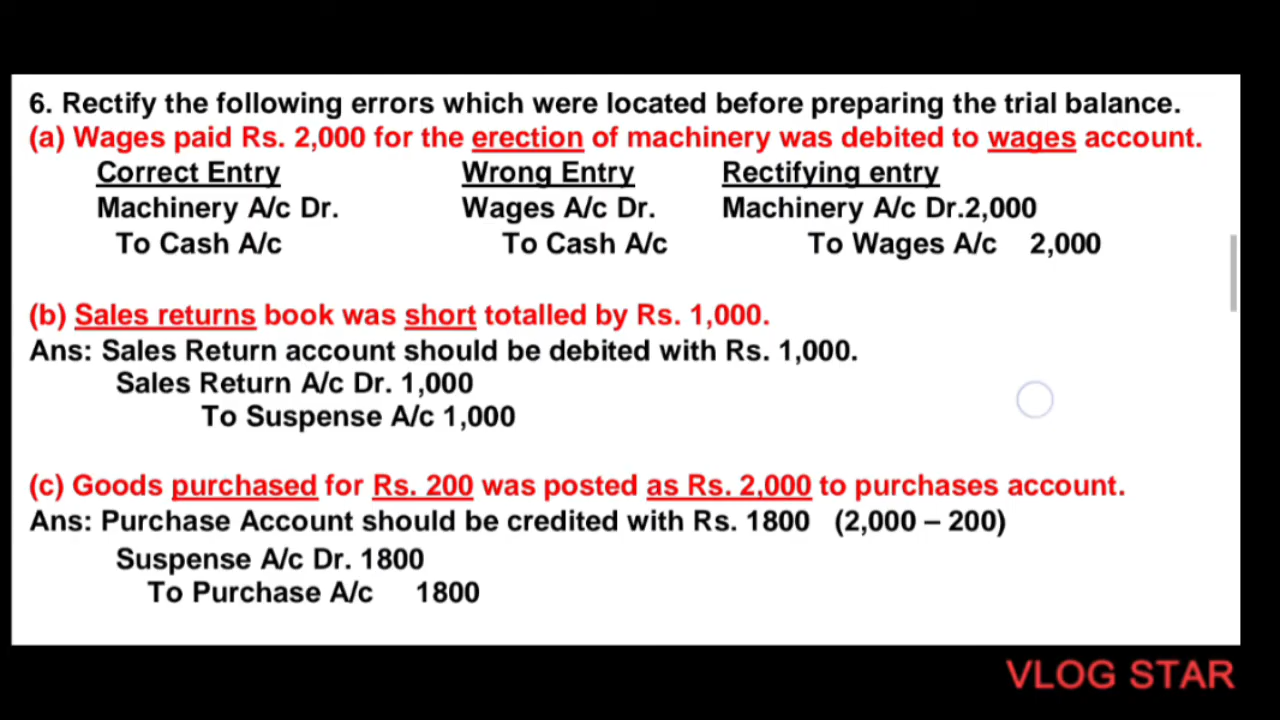 6. Rectify the following errors which were located before preparing the trial balance.
(a) Wages paid Rs. 2,000 for the erection of machinery was debited to wages account.
Correct Entry Wrong Entry Rectifying entry
Machinery A/c Dr. Wages A/c Dr. Machinery A/c Dr.2,000
To Cash A/c To Cash A/c To Wages A/c 2,000
(b) Sales returns book was short totalled by Rs. 1,000.
Ans: Sales Return account should be debited with Rs. 1,000.
Sales Return A/c Dr. 1,000
To Suspense A/c 1,000
(c) Goods purchased for Rs. 200 was posted as Rs. 2,000 to purchases account.
Ans: Purchase Account should be credited with Rs. 1800 (2,000 – 200)
Suspense A/c Dr. 1800
To Purchase A/c 1800
VLOG STAR